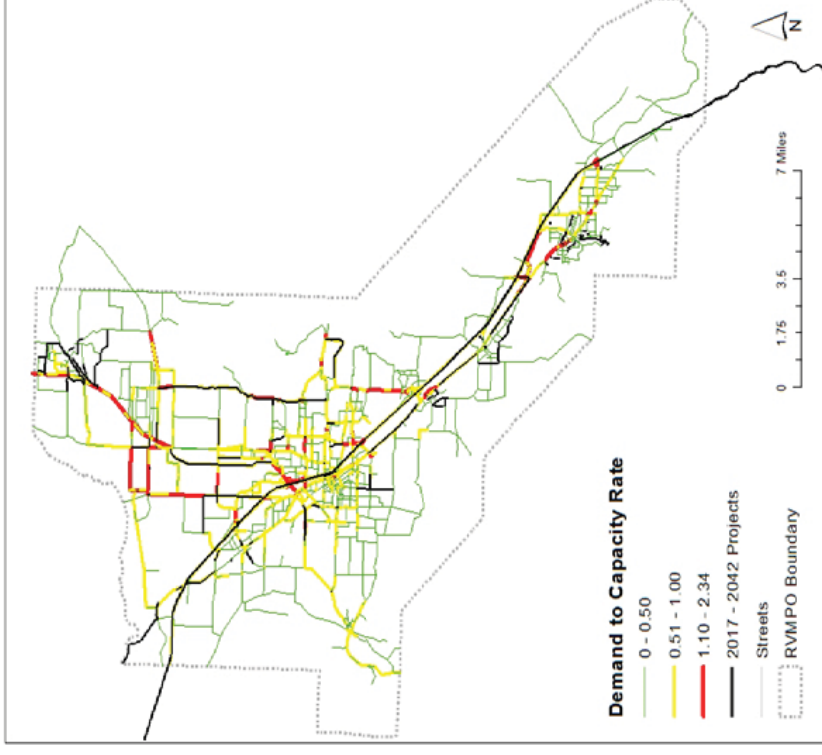 Demand to Capacity Rate
0 - 0.50
0.51 - 1.00
1.10 - 2.34
2017 - 2042 Projects
Streets
RVMPO Boundary
0 1.75 3.5 7 Miles
N